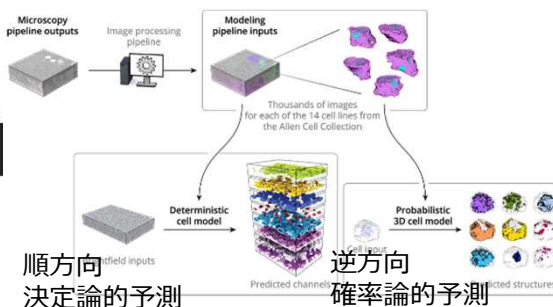 Microscopy
pipeline outputs
Image processing
pipeline
Modeling
pipeline inputs
Thousands of images
for each of the 14 cell lines from
the Allen Cell Collection
Deterministic
cell model
inputs
Predicted channels
順方向
決定論的予測
Probabilistic
3D cell model
Cell input
structures
逆方向
確率論的予測